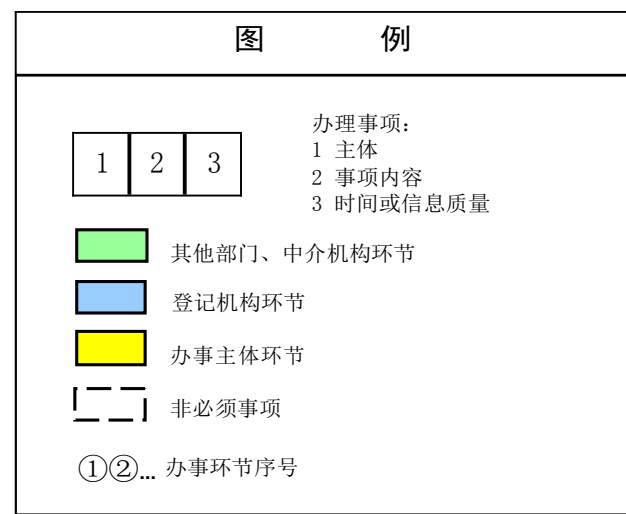 图 例
1 2 3
办理事项：
1 主体
2 事项内容
3 时间或信息质量
其他部门、中介机构环节
登记机构环节
办事主体环节
非必须事项
①②… 办事环节序号